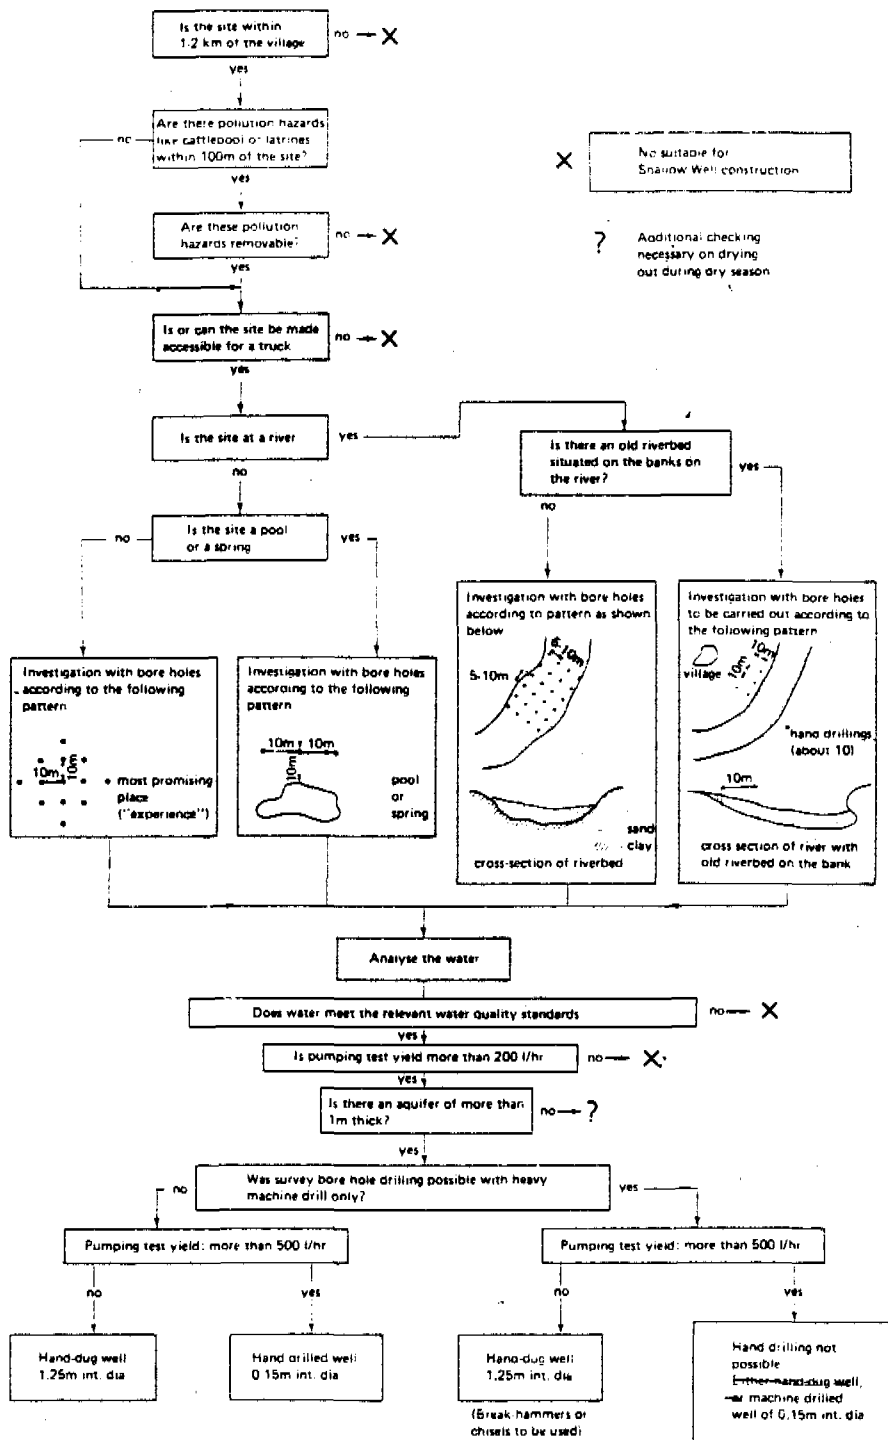 Is the site within
1-2 km of the village
no
yes
Are there pollution hazards
like cattlepool or latrines
within 100m of the site?
no
yes
Are these pollution
hazards removable?
no
yes
No suitable for
Shallow Well construction
?
Additional checking
necessary on drying
out during dry season
Is or can the site be made
accessible for a truck
no
yes
Is the site at a river
yes
no
Is there an old riverbed
situated on the banks on
the river?
yes
no
Is the site a pool
or a spring
no
yes
Investigation with bore holes
according to the following
pattern
10m
10m
most promising
place
("experience")
Investigation with bore holes
according to the following
pattern
10m 10m
10m
pool
or
spring
Investigation with bore holes
according to pattern as shown
below
5-10m
5-10m
sand
clay
cross-section of riverbed
Investigation with bore holes
to be carried out according to
the following pattern
10m
10m
village
hand drillings
(about 10)
10m
cross section of river with
old riverbed on the bank
Analyse the water
Does water meet the relevant water quality standards
no
yes
Is pumping test yield more than 200 l/hr
no
yes
Is there an aquifer of more than
1m thick?
no
?
yes
Was survey bore hole drilling possible with heavy
machine drill only?
no
yes
Pumping test yield: more than 500 l/hr
no
yes
Pumping test yield: more than 500 l/hr
no
yes
Hand-dug well
1.25m int. dia
Hand drilled well
0.15m int. dia
Hand-dug well
1.25m int. dia
(Break-hammers or
chisels to be used)
Hand drilling not
possible
Either hand-dug well,
or machine drilled
well of 0.15m int. dia